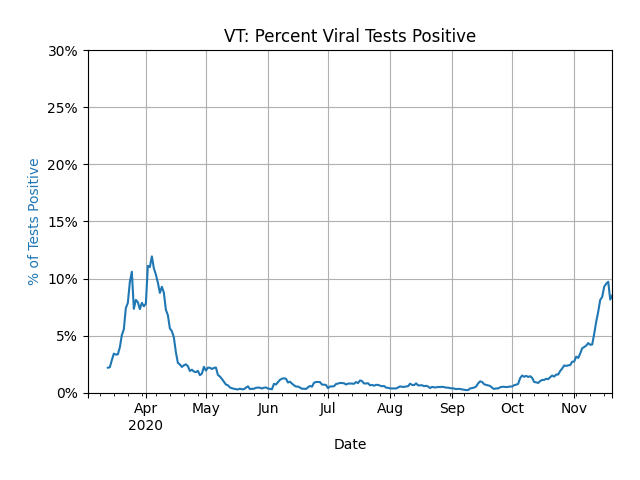 VT: Percent Viral Tests Positive
30%
25%
20%
15%
10%
5%
0%
% of Tests Positive
Apr May Jun Jul Aug Sep Oct Nov
2020
Date